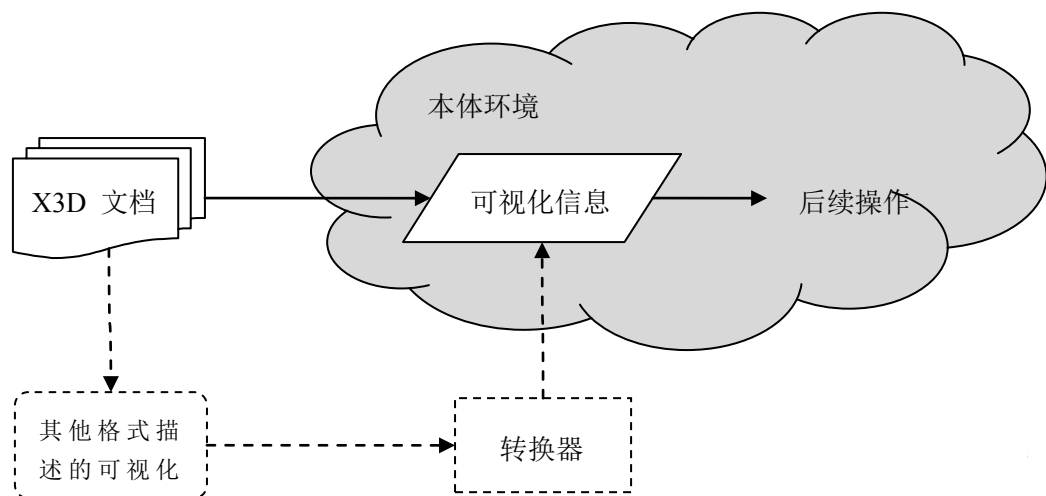 本体环境
X3D 文档
可视化信息
后续操作
其他格式描
述的可视化
转换器